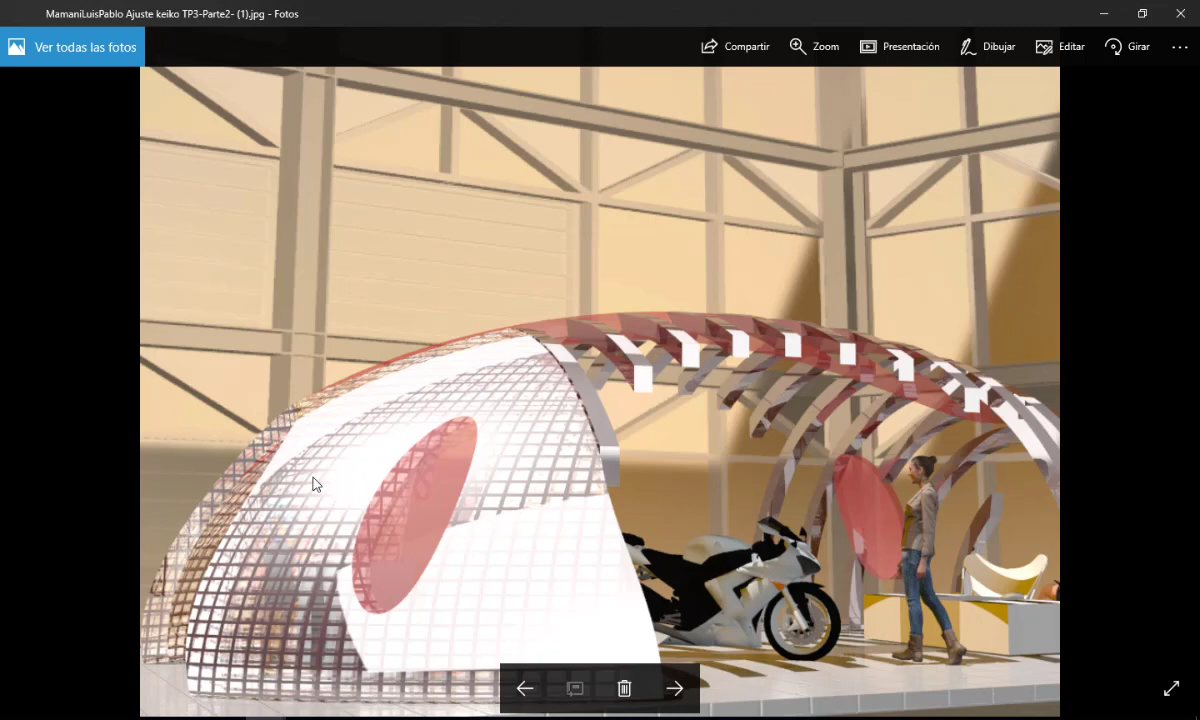 MamaniLuisPablo Ajuste keiko TP3-Parte2- (1).jpg - Fotos
Ver todas las fotos
Compartir
Zoom
Presentación
Dibujar
Editar
Girar